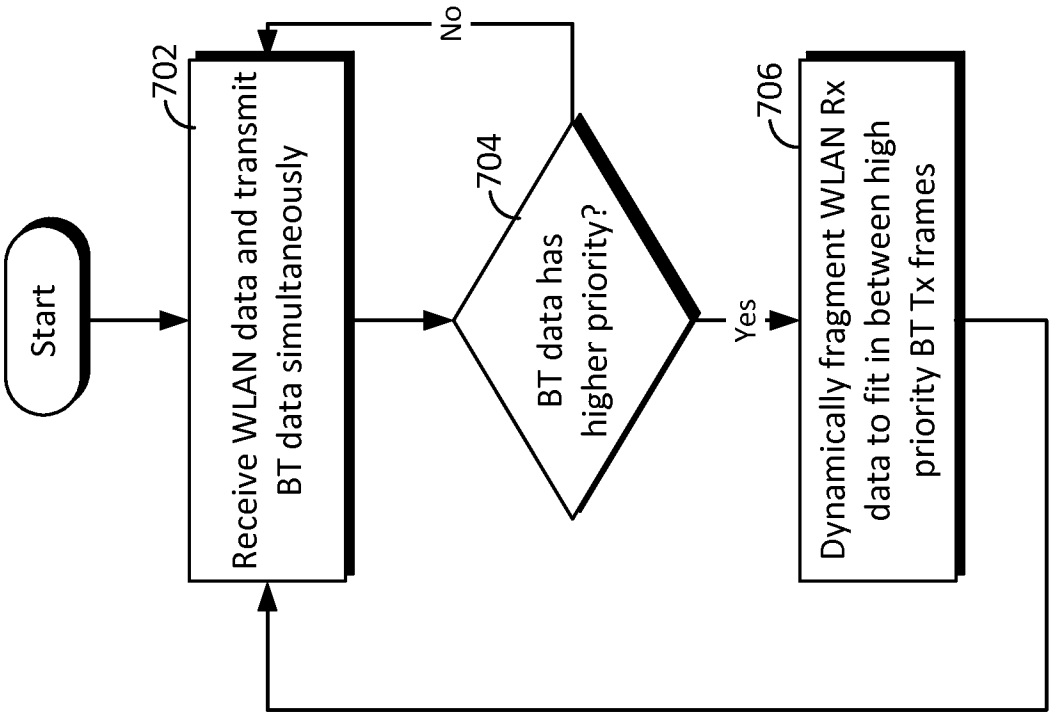 Start
702
Receive WLAN data and transmit
BT data simultaneously
704
BT data has
higher priority?
No
Yes
706
Dynamically fragment WLAN Rx
data to fit in between high
priority BT Tx frames